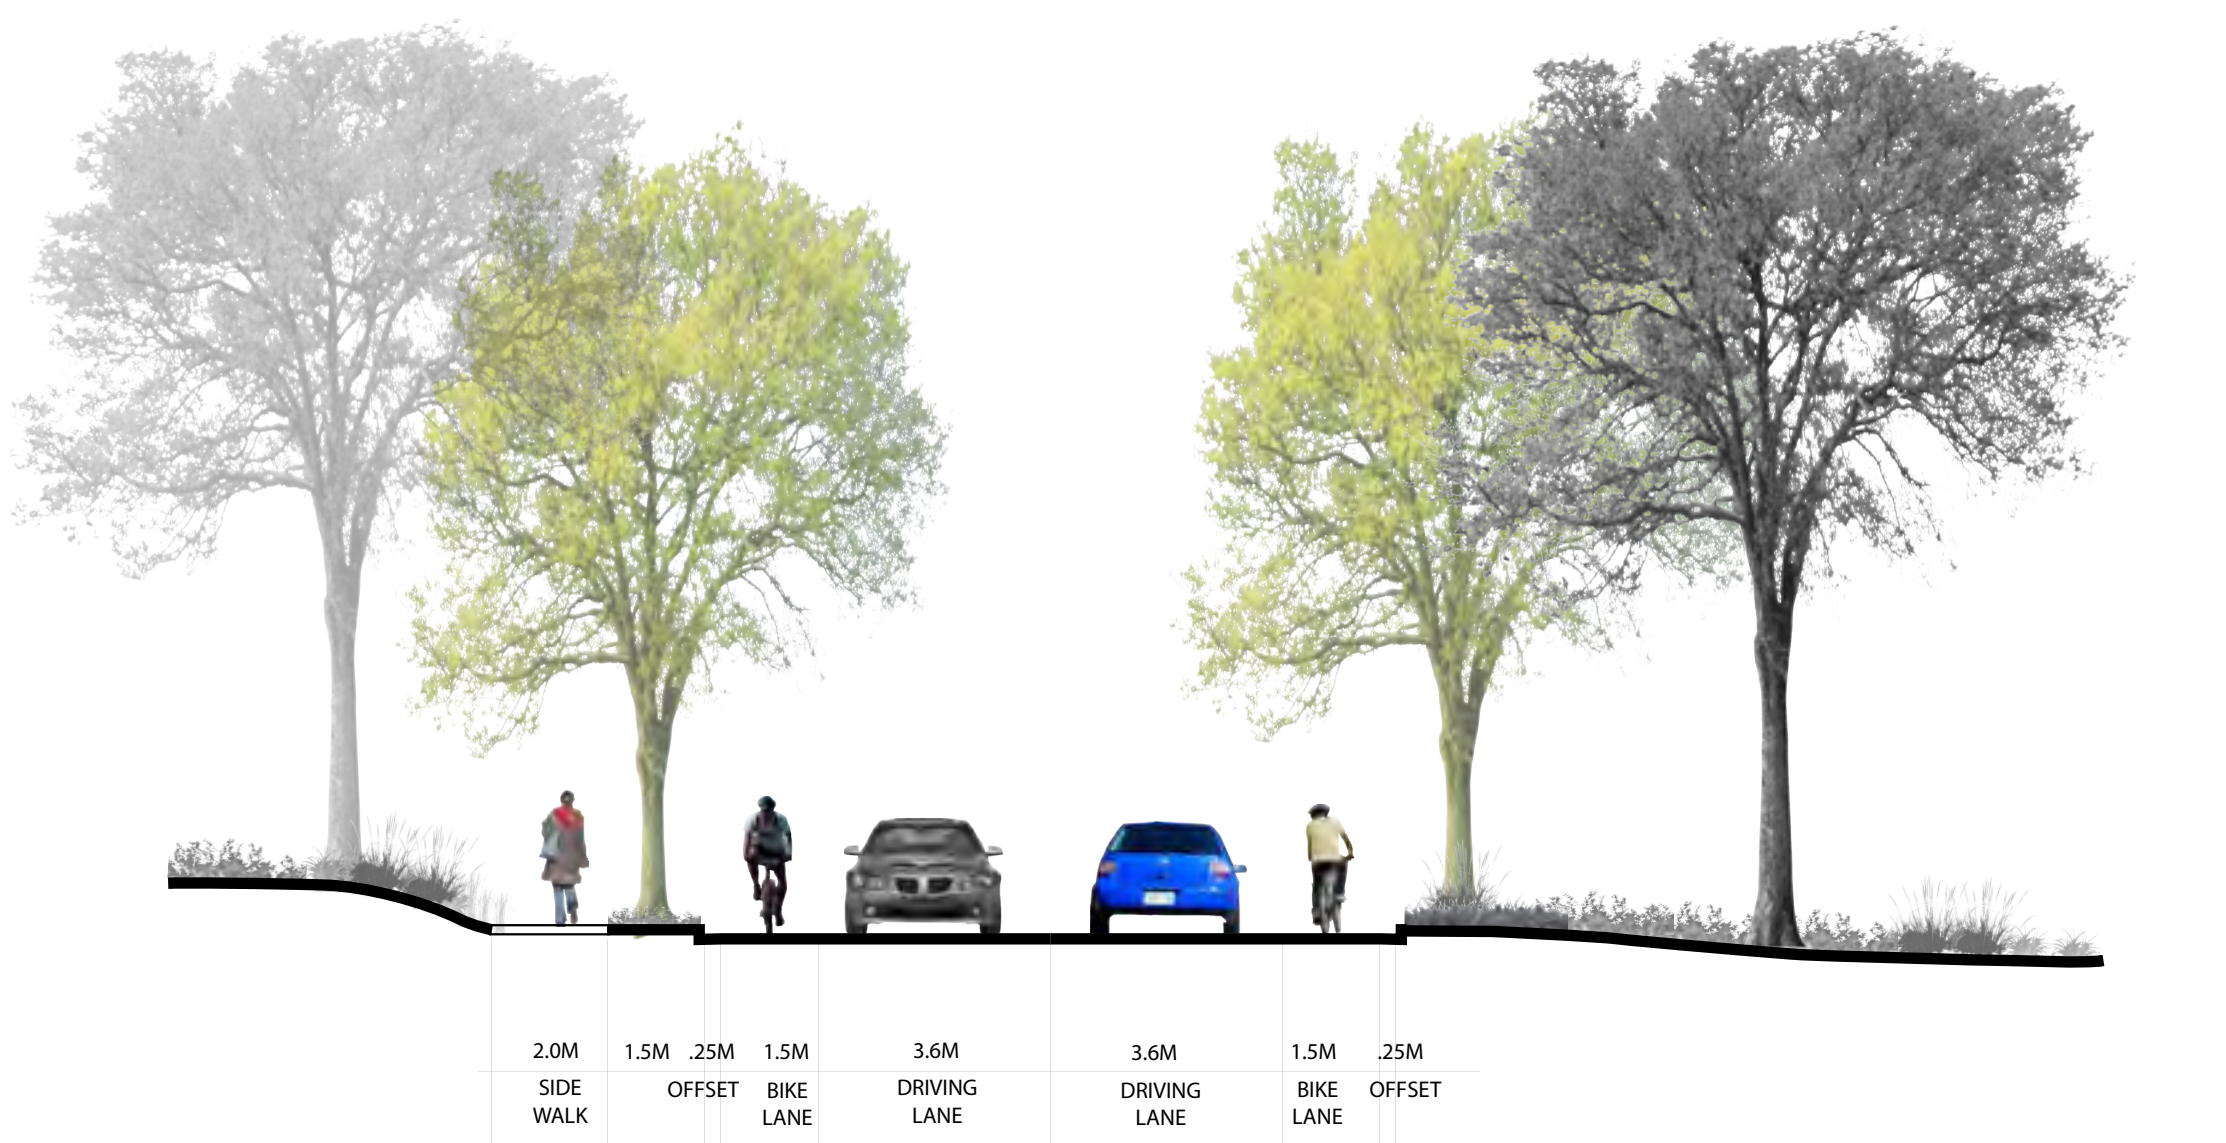 2.0M 1.5M .25M 1.5M 3.6M 3.6M 1.5M .25M
SIDE WALK
OFFSET
BIKE LANE
DRIVING LANE
DRIVING LANE
BIKE LANE
OFFSET